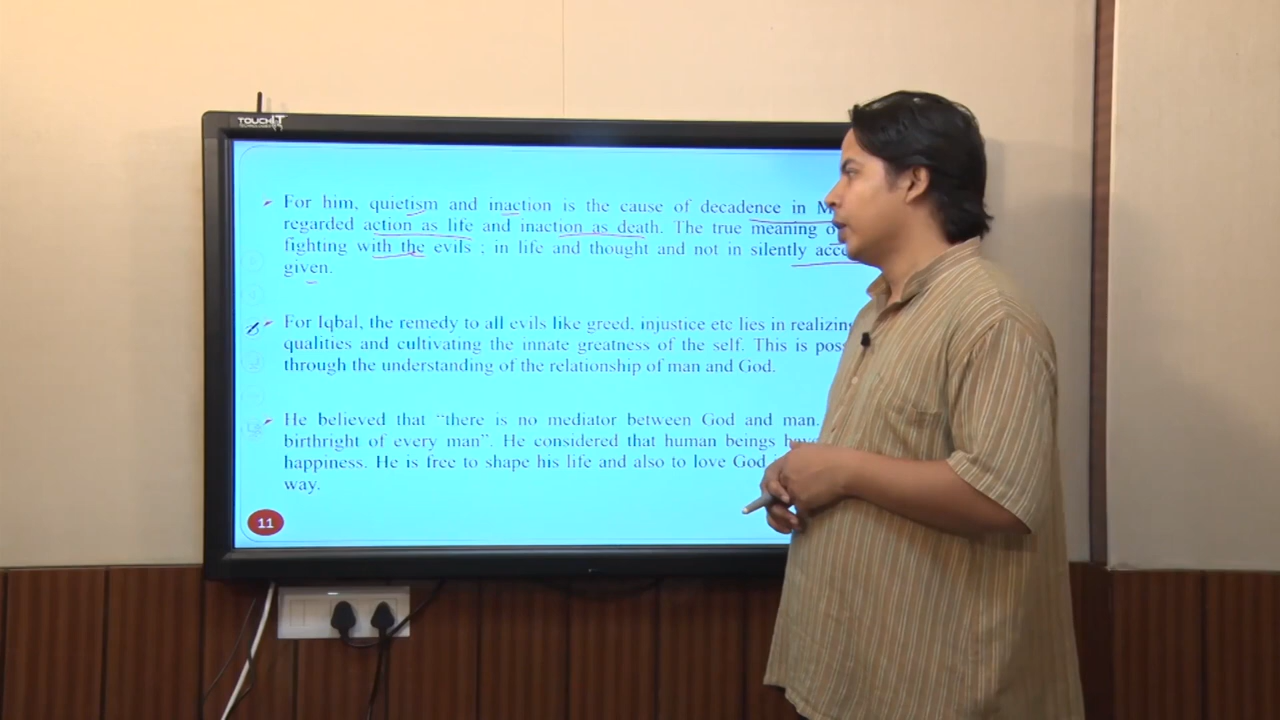 TOUCHIT
TECHNOLOGIES
For him, quietism and inaction is the cause of decadence in
regarded action as life and inaction as death. The true meaning
fighting with the evils ; in life and thought and not in silently
given.
For Iqbal, the remedy to all evils like greed, injustice etc lies in realizing
qualities and cultivating the innate greatness of the self. This is
through the understanding of the relationship of man and God.
He believed that “there is no mediator between God and man.
birthright of every man”. He considered that human beings have
happiness. He is free to shape his life and also to love God
way.
11